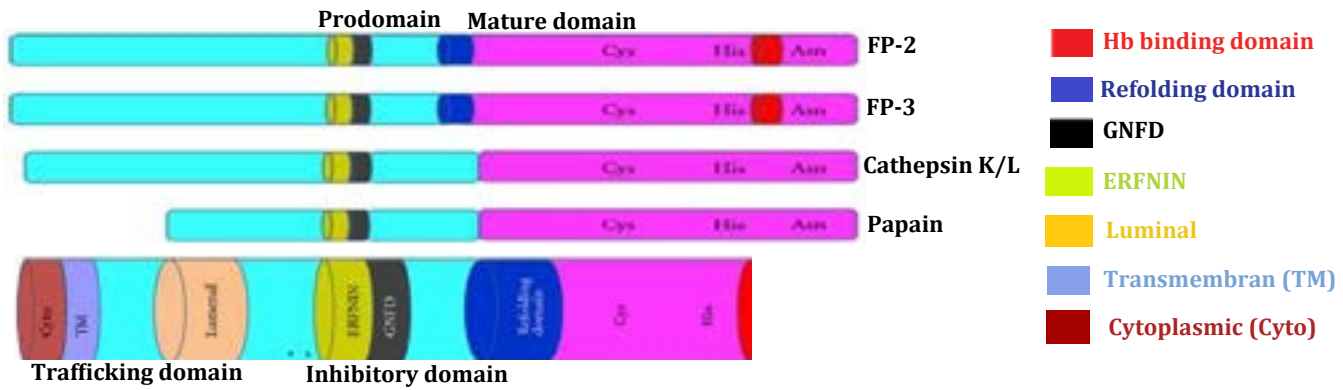 Prodomain Mature domain
Cys His Asn FP-2
Cys His Asn FP-3
Cys His Asn Cathepsin K/L
Cys His Asn Papain
Cyto TM Lumenal ERFNIN GNFD Refolding domain Cys His
Trafficking domain Inhibitory domain
Hb binding domain
Refolding domain
GNFD
ERFNIN
Luminal
Transmembran (TM)
Cytoplasmic (Cyto)